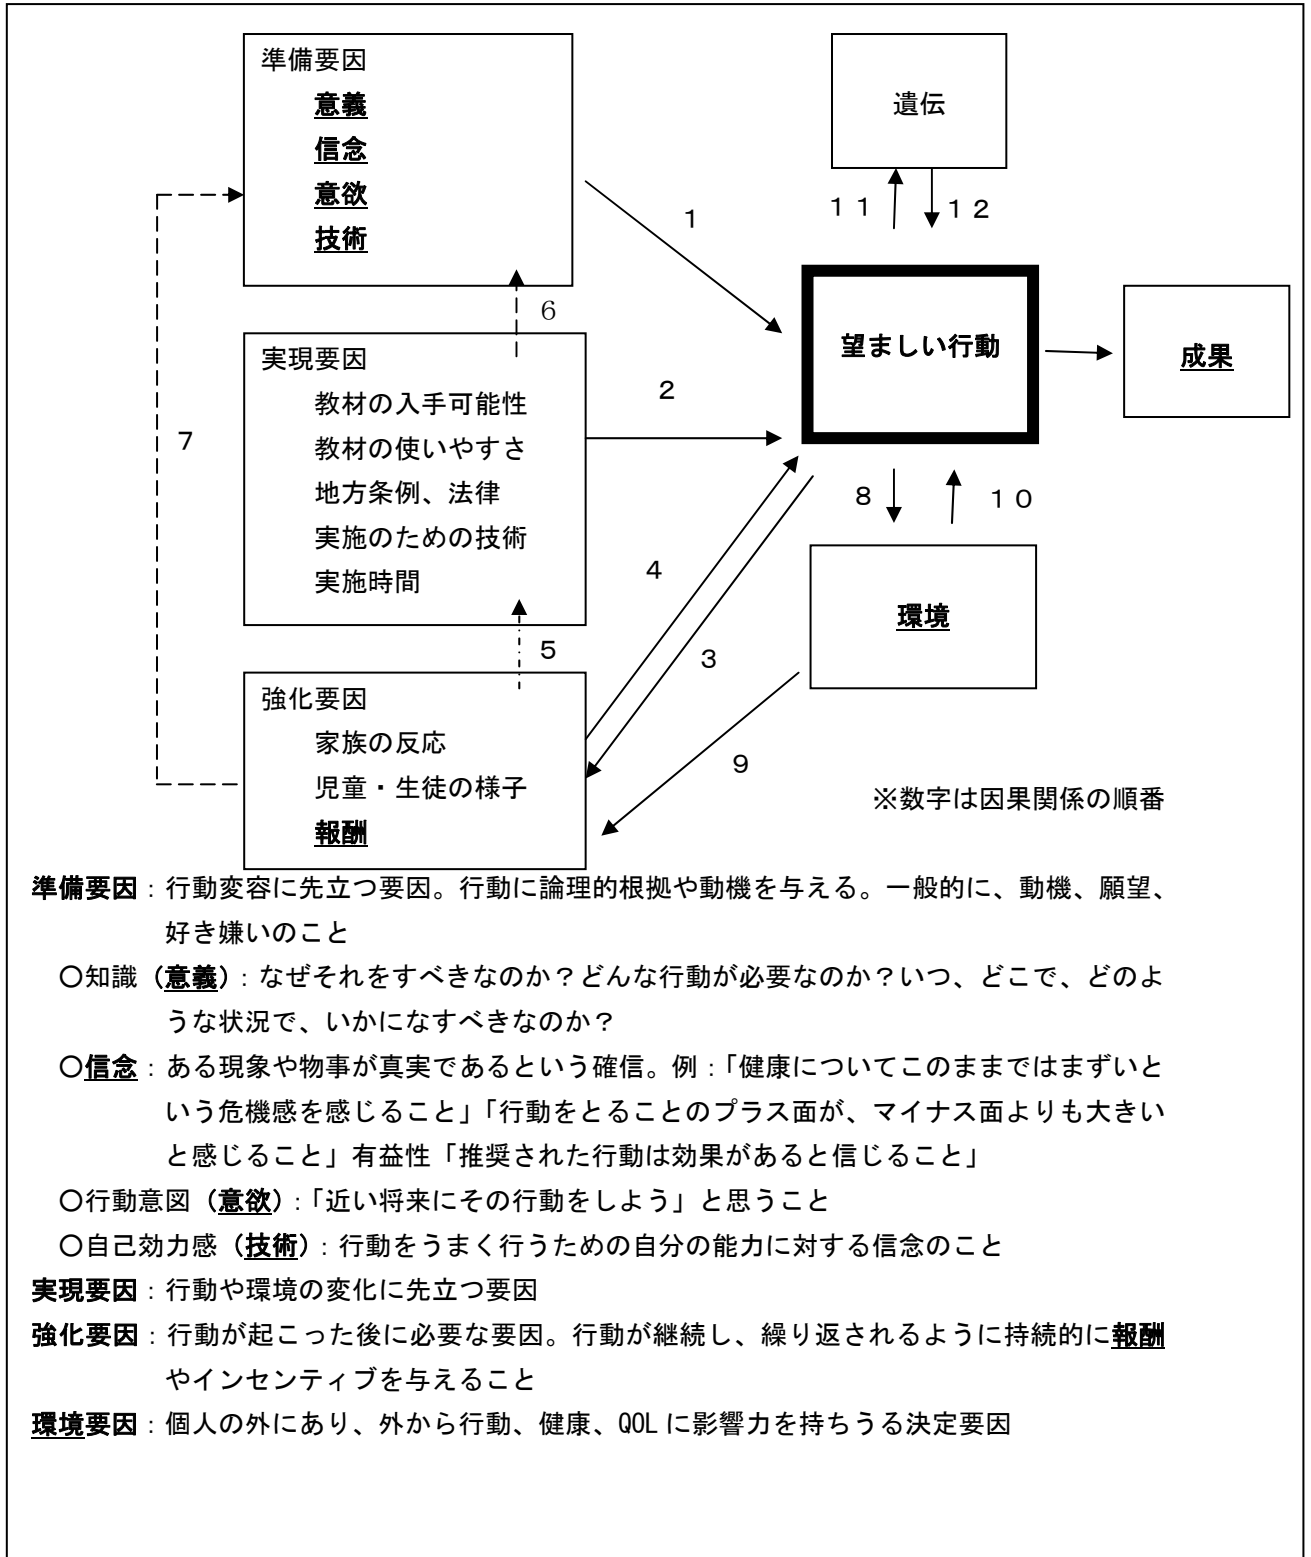 準備要因
意義
信念
意欲
技術
遺伝
1
11
12
6
実現要因
教材の入手可能性
教材の使いやすさ
地方条例、法律
実施のための技術
実施時間
2
望ましい行動
成果
7
8
10
4
3
5
環境
強化要因
家族の反応
児童・生徒の様子
報酬
9
※数字は因果関係の順番
準備要因：行動変容に先立つ要因。行動に論理的根拠や動機を与える。一般的に、動機、願望、
好き嫌いのこと
○知識（意義）：なぜそれをすべきなのか？どんな行動が必要なのか？いつ、どこで、どのよ
うな状況で、いかになすべきなのか？
○信念：ある現象や物事が真実であるという確信。例：「健康についてこのままではまずいと
いう危機感を感じること」「行動をとることのプラス面が、マイナス面よりも大きい
と感じること」有益性「推奨された行動は効果があると信じること」
○行動意図（意欲）：「近い将来にその行動をしよう」と思うこと
○自己効力感（技術）：行動をうまく行うための自分の能力に対する信念のこと
実現要因：行動や環境の変化に先立つ要因
強化要因：行動が起こった後に必要な要因。行動が継続し、繰り返されるように持続的に報酬
やインセンティブを与えること
環境要因：個人の外にあり、外から行動、健康、QOLに影響力を持ちうる決定要因